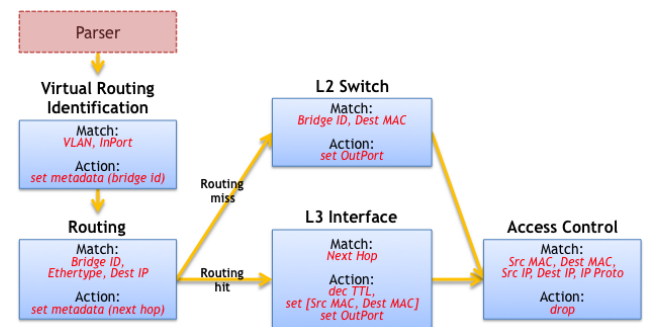 Parser
Virtual Routing
Identification
Match:
VLAN, InPort
Action:
set metadata (bridge id)
Routing
Match:
Bridge ID,
Ethertype, Dest IP
Action:
set metadata (next hop)
Routing
miss
Routing
hit
L2 Switch
Match:
Bridge ID, Dest MAC
Action:
set OutPort
L3 Interface
Match:
Next Hop
Action:
dec TTL,
set [Src MAC, Dest MAC]
set OutPort
Access Control
Match:
Src MAC, Dest MAC,
Src IP, Dest IP, IP Proto
Action:
drop